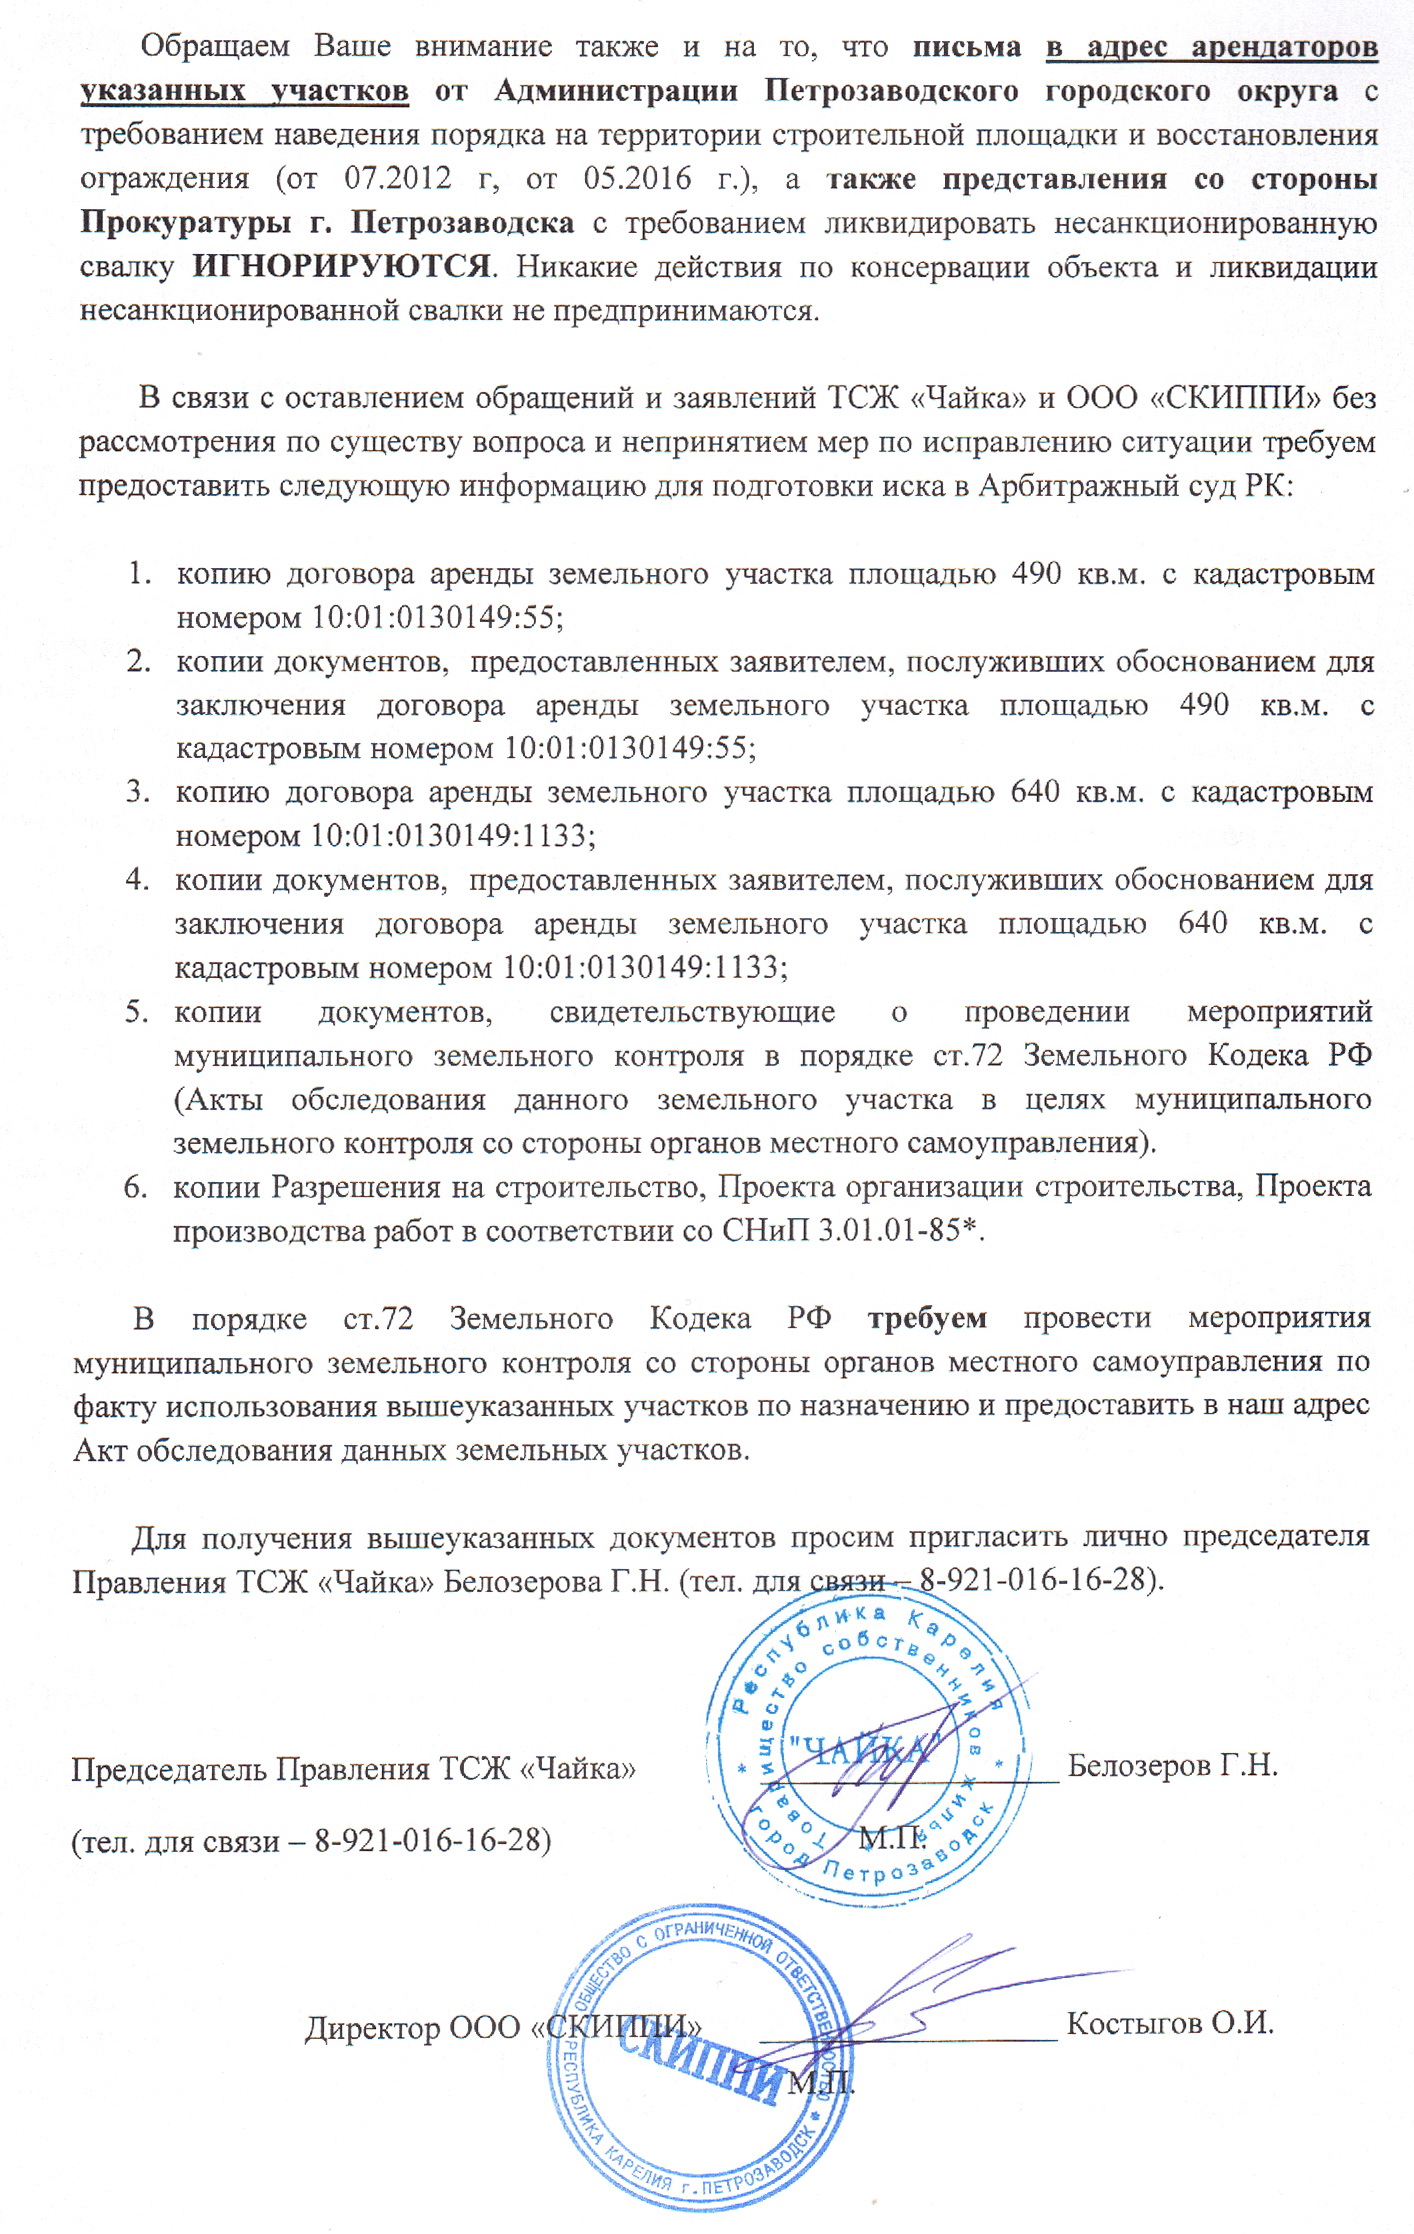 Обращаем Ваше внимание также и на то, что письма в адрес арендаторов
указанных участков от Администрации Петрозаводского городского округа с
требованием наведения порядка на территории строительной площадки и восстановления
ограждения (от 07.2012 г, от 05.2016 г.), а также представления со стороны
Прокуратуры г. Петрозаводска с требованием ликвидировать несанкционированную
свалку ИГНОРИРУЮТСЯ. Никакие действия по консервации объекта и ликвидации
несанкционированной свалки не предпринимаются.
В связи с оставлением обращений и заявлений ТСЖ «Чайка» и ООО «СКИППИ» без
рассмотрения по существу вопроса и непринятием мер по исправлению ситуации требуем
предоставить следующую информацию для подготовки иска в Арбитражный суд РК:
1. копию договора аренды земельного участка площадью 490 кв.м. с кадастровым
номером 10:01:0130149:55;
2. копии документов, предоставленных заявителем, послуживших обоснованием для
заключения договора аренды земельного участка площадью 490 кв.м. с
кадастровым номером 10:01:0130149:55;
3. копию договора аренды земельного участка площадью 640 кв.м. с кадастровым
номером 10:01:0130149:1133;
4. копии документов, предоставленных заявителем, послуживших обоснованием для
заключения договора аренды земельного участка площадью 640 кв.м. с
кадастровым номером 10:01:0130149:1133;
5. копии документов, свидетельствующие о проведении мероприятий
муниципального земельного контроля в порядке ст.72 Земельного Кодека РФ
(Акты обследования данного земельного участка в целях муниципального
земельного контроля со стороны органов местного самоуправления).
6. копии Разрешения на строительство, Проекта организации строительства, Проекта
производства работ в соответствии со СНиП 3.01.01-85*.
В порядке ст.72 Земельного Кодека РФ требуем провести мероприятия
муниципального земельного контроля со стороны органов местного самоуправления по
факту использования вышеуказанных участков по назначению и предоставить в наш адрес
Акт обследования данных земельных участков.
Для получения вышеуказанных документов просим пригласить лично председателя
Правления ТСЖ «Чайка» Белозерова Г.Н. (тел. для связи – 8-921-016-16-28).
Республика Карелия
* город Петрозаводск *
Товарищество собственников жилья *
"ЧАЙКА"
Председатель Правления ТСЖ «Чайка» Белозеров Г.Н.
(тел. для связи – 8-921-016-16-28) М.П.
ОБЩЕСТВО С ОГРАНИЧЕННОЙ ОТВЕТСТВЕННОСТЬЮ
РЕСПУБЛИКА КАРЕЛИЯ г.ПЕТРОЗАВОДСК *
СКИППИ
Директор ООО «СКИППИ» Костыгов О.И.
М.П.